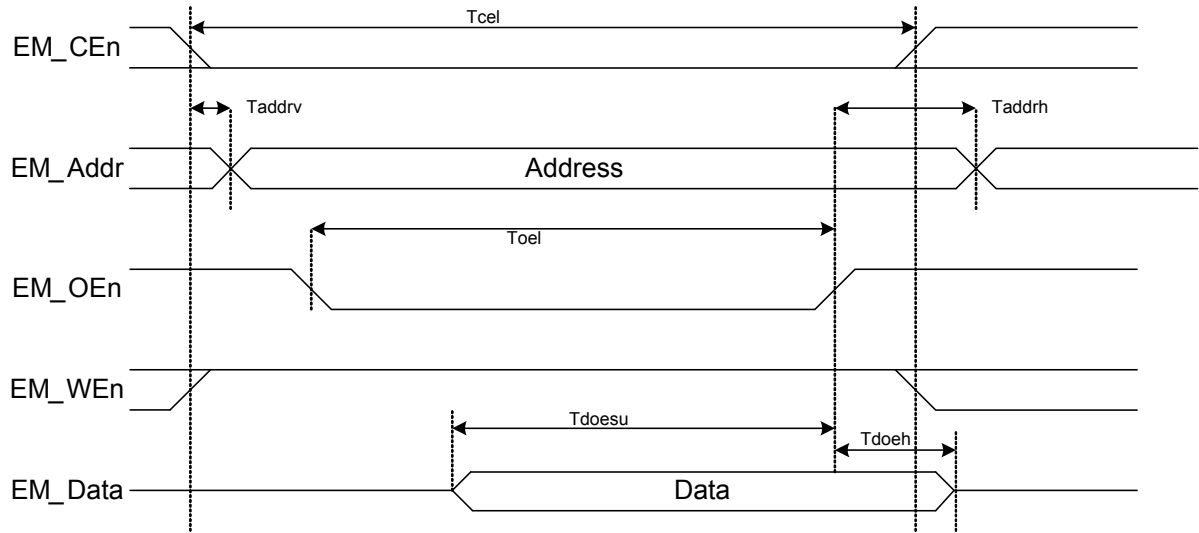 Tcel
EM_CEn
Taddrv
Taddrh
EM_Addr
Address
Toel
EM_OEn
EM_WEn
Tdoesu
Tdoeh
EM_Data
Data